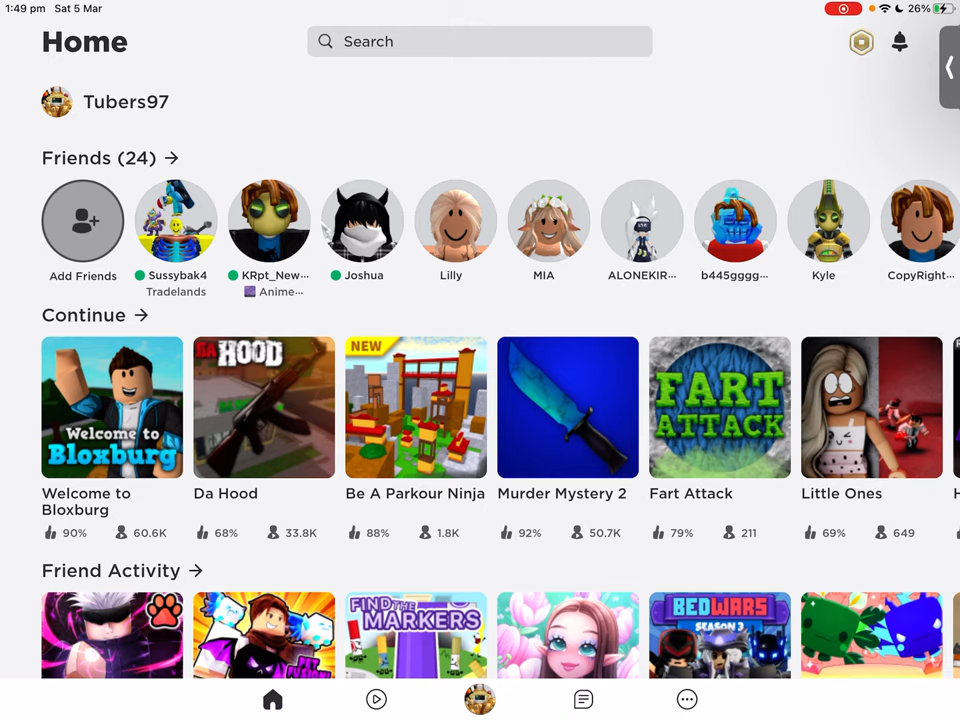 1:49 pm Sat 5 Mar
26%
Home
Search
Tubers97
Friends (24) →
Add Friends
Sussybak4
Tradelands
KRpt_New...
Anime...
Joshua
Lilly
MIA
ALONEKIR...
b445gggg...
Kyle
CopyRight...
Continue →
Welcome to
Bloxburg
DA HOOD
NEW
FART
ATTACK
Welcome to
Bloxburg
90% 60.6K
Da Hood
68% 33.8K
Be A Parkour Ninja
88% 1.8K
Murder Mystery 2
92% 50.7K
Fart Attack
79% 211
Little Ones
69% 649
Friend Activity →
FIND THE
MARKERS
BEDWARS
SEASON 3